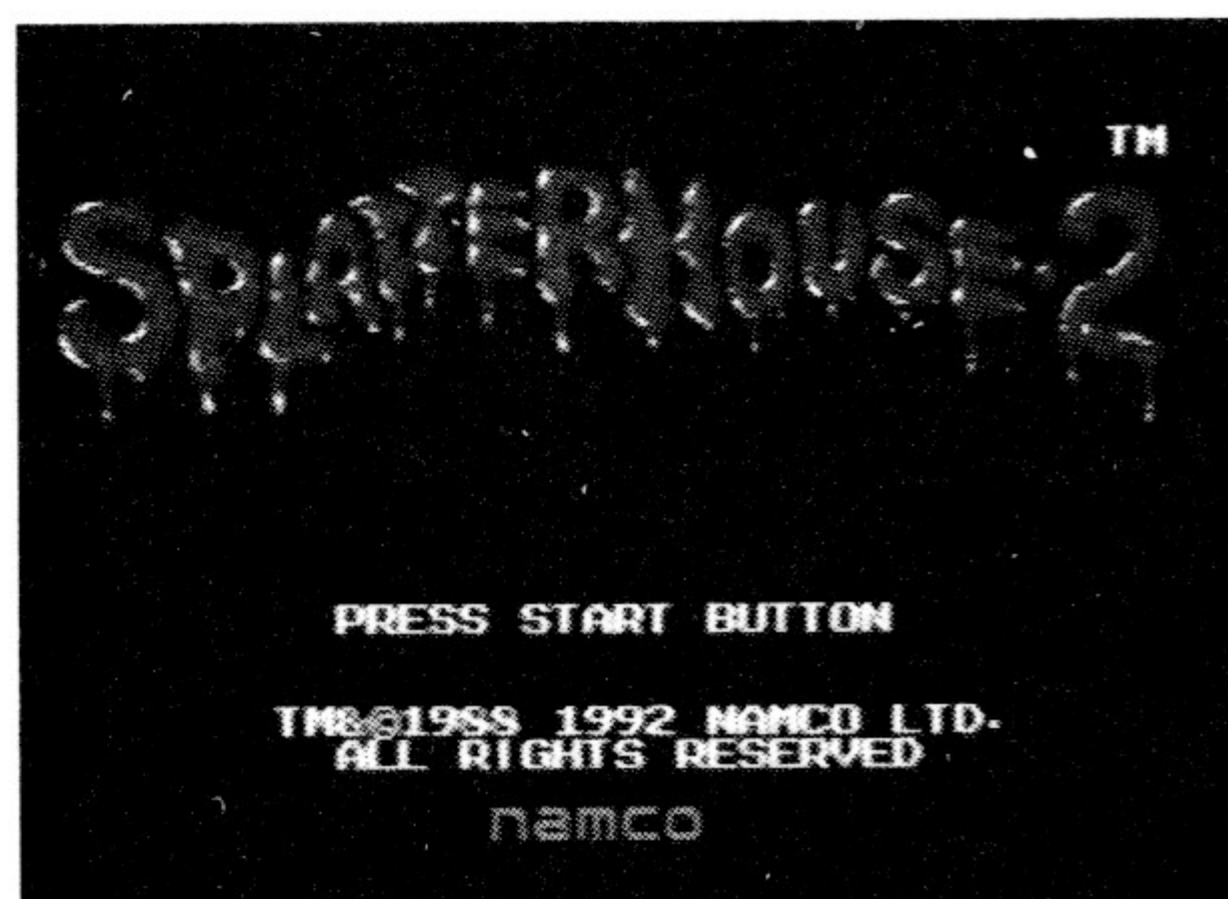 TM
SPLATTERHOUSE·2
PRESS START BUTTON
TM&©1988 1992 NAMCO LTD.
ALL RIGHTS RESERVED
namco